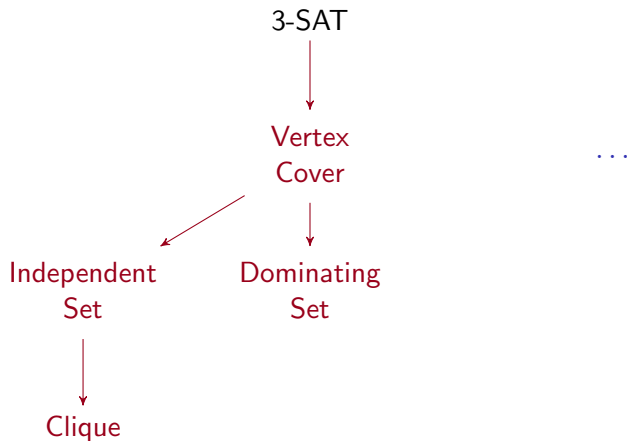 3-SAT
Vertex
Cover
...
Independent
Set
Dominating
Set
Clique